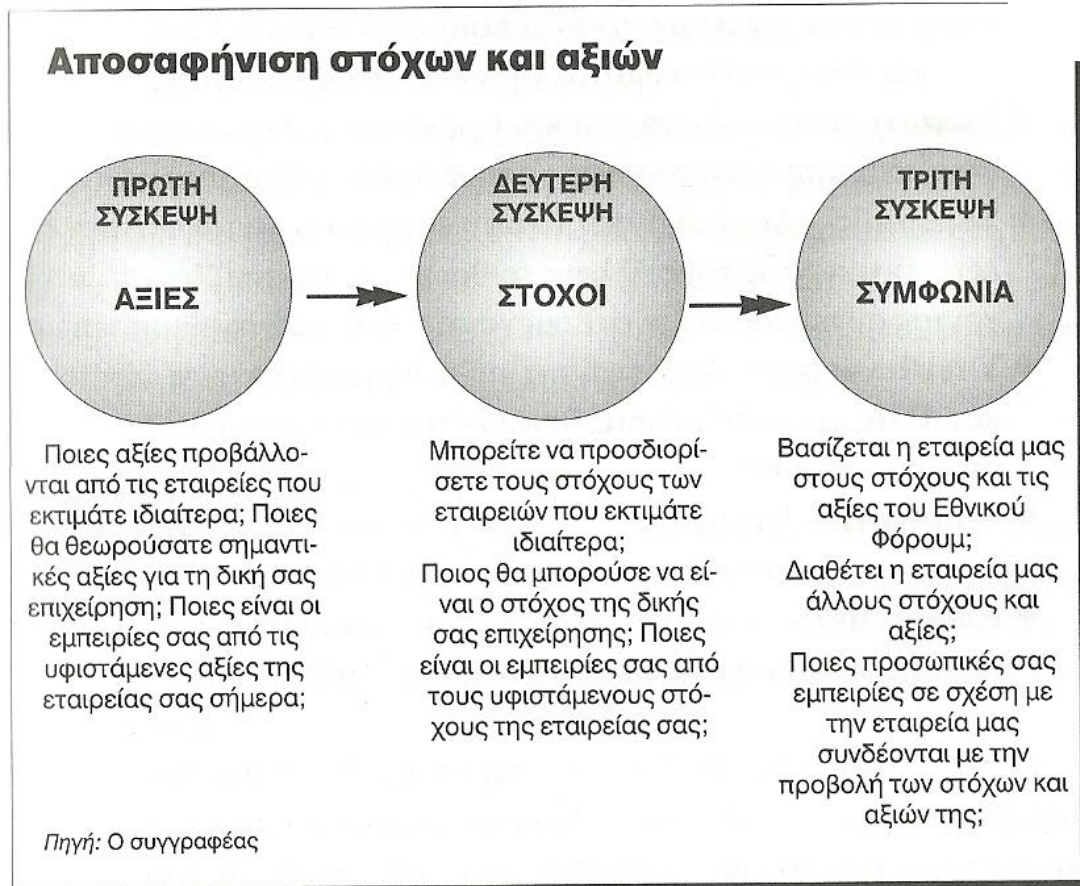 Αποσαφήνιση στόχων και αξιών
ΠΡΩΤΗ
ΣΥΣΚΕΨΗ
ΑΞΙΕΣ
Ποιες αξίες προβάλλο-
νται από τις εταιρείες που
εκτιμάτε ιδιαίτερα; Ποιες
θα θεωρούσατε σημαντι-
κές αξίες για τη δική σας
επιχείρηση; Ποιες είναι οι
εμπειρίες σας από τις
υφιστάμενες αξίες της
εταιρείας σας σήμερα;
ΔΕΥΤΕΡΗ
ΣΥΣΚΕΨΗ
ΣΤΟΧΟΙ
Μπορείτε να προσδιορί-
σετε τους στόχους των
εταιρειών που εκτιμάτε
ιδιαίτερα;
Ποιος θα μπορούσε να εί-
ναι ο στόχος της δικής
σας επιχείρησης; Ποιες
είναι οι εμπειρίες σας από
τους υφιστάμενους στό-
χους της εταιρείας σας;
ΤΡΙΤΗ
ΣΥΣΚΕΨΗ
ΣΥΜΦΩΝΙΑ
Βασίζεται η εταιρεία μας
στους στόχους και τις
αξίες του Εθνικού
Φόρουμ;
Διαθέτει η εταιρεία μας
άλλους στόχους και
αξίες;
Ποιες προσωπικές σας
εμπειρίες σε σχέση με
την εταιρεία μας
συνδέονται με την
προβολή των στόχων και
αξιών της;
Πηγή: Ο συγγραφέας